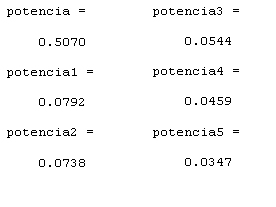 potencia =
0.5070
potencia1 =
0.0792
potencia2 =
0.0738
potencia3 =
0.0544
potencia4 =
0.0459
potencia5 =
0.0347